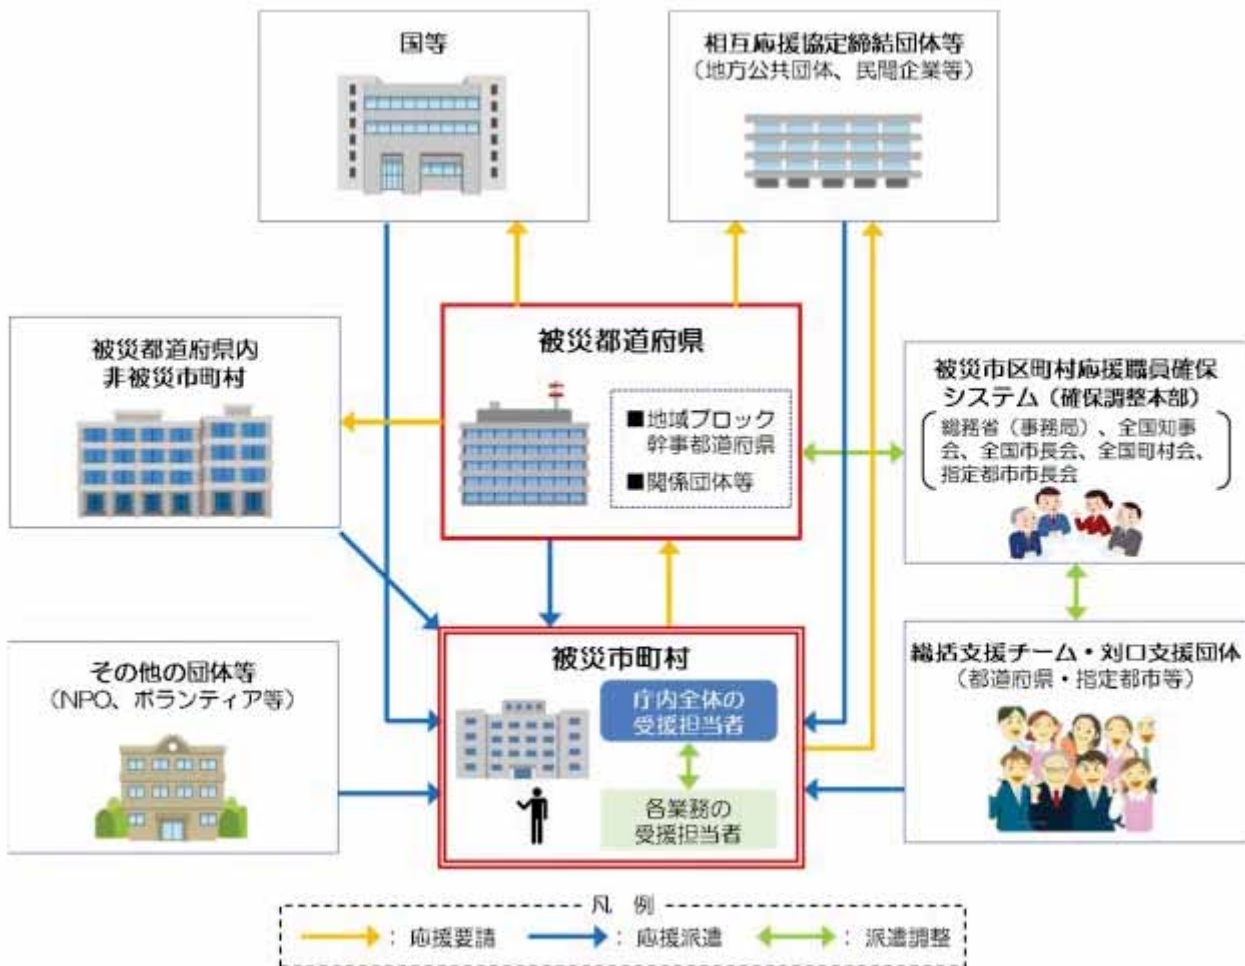 国等
相互応援協定締結団体等
（地方公共団体、民間企業等）
被災都道府県
■地域ブロック
幹事都道府県
■関係団体等
被災都道府県内
非被災市町村
被災市区町村応援職員確保
システム（確保調整本部）
総務省（事務局）、全国知事
会、全国市長会、全国町村会、
指定都市市長会
その他の団体等
（NPO、ボランティア等）
被災市町村
庁内全体の
受援担当者
各業務の
受援担当者
総括支援チーム・対口支援団体
（都道府県・指定都市等）
凡 例
：応援要請
：応援派遣
：派遣調整